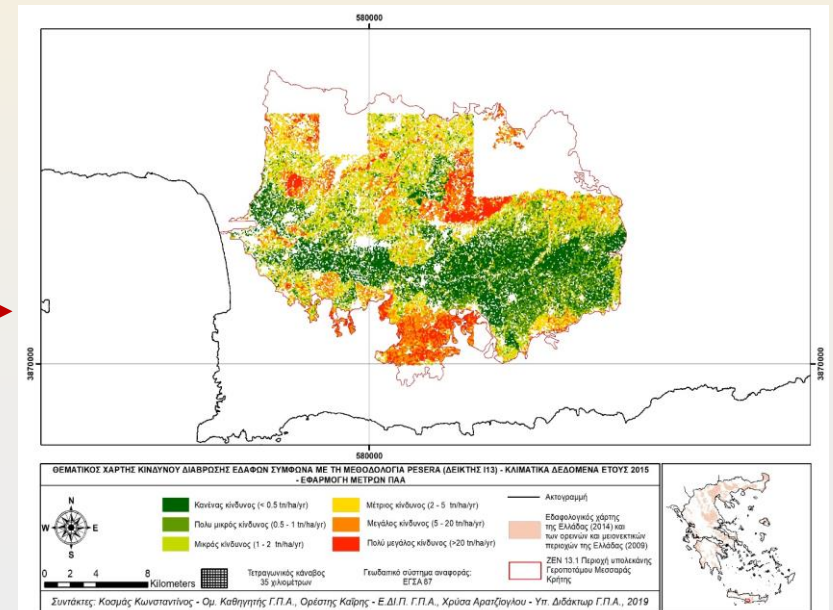 580000
3870000
3870000
580000
ΘΕΜΑΤΙΚΟΣ ΧΑΡΤΗΣ ΚΙΝΔΥΝΟΥ ΔΙΑΒΡΩΣΗΣ ΕΔΑΦΩΝ ΣΥΜΦΩΝΑ ΜΕ ΤΗ ΜΕΘΟΔΟΛΟΓΙΑ PESERA (ΔΕΙΚΤΗΣ Ι13) - ΚΛΙΜΑΤΙΚΑ ΔΕΔΟΜΕΝΑ ΕΤΟΥΣ 2015
- ΕΦΑΡΜΟΓΗ ΜΕΤΡΩΝ ΠΑΑ
N
W E
S
0 2 4 8
Kilometers
Κανένας κίνδυνος (< 0.5 tn/ha/yr)
Πολυ μικρός κίνδυνος (0.5 - 1 tn/ha/yr)
Μικρός κίνδυνος (1 - 2 tn/ha/yr)
Μέτριος κίνδυνος (2 - 5 tn/ha/yr)
Μεγάλος κίνδυνος (5 - 20 tn/ha/yr)
Πολύ μεγάλος κίνδυνος (>20 tn/ha/yr)
Τετραγωνικός κάναβος
35 χιλιομέτρων
Γεωδαιτικό σύστημα αναφοράς:
ΕΓΣΑ 87
Ακτογραμμή
Εδαφολογικός χάρτης
της Ελλάδας (2014) και
των ορεινών και μειονεκτικών
περιοχών της Ελλάδας (2009)
ZEN 13.1 Περιοχή υπολεκάνης
Γεροποτάμου Μεσσαράς
Κρήτης
Συντάκτες: Κοσμάς Κωνσταντίνος - Ομ. Καθηγητής Γ.Π.Α., Ορέστης Καΐρης - Ε.ΔΙ.Π. Γ.Π.Α., Χρύσα Αρατζίογλου - Υπ. Διδάκτωρ Γ.Π.Α., 2019